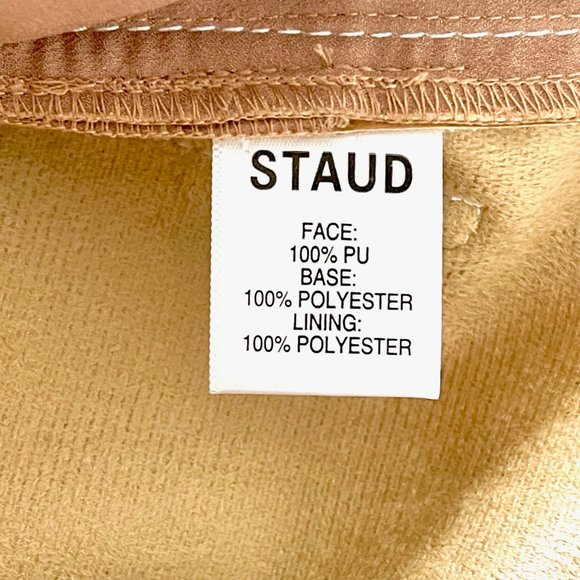 STAUD
FACE:
100% PU
BASE:
100% POLYESTER
LINING:
100% POLYESTER